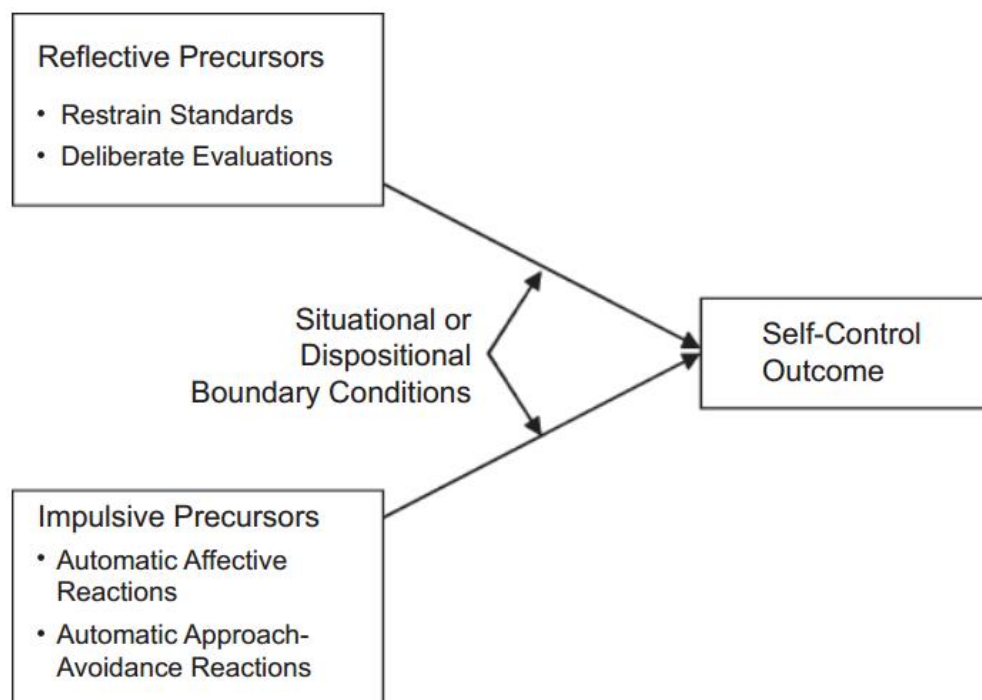 Reflective Precursors
• Restrain Standards
• Deliberate Evaluations
Situational or
Dispositional
Boundary Conditions
Self-Control
Outcome
Impulsive Precursors
• Automatic Affective
Reactions
• Automatic Approach-
Avoidance Reactions